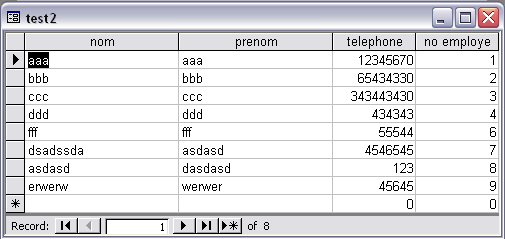 test2
nom prenom telephone no employe
aaa aaa 12345670 1
bbb bbb 65434330 2
ccc ccc 343443430 3
ddd ddd 434343 4
fff fff 55544 6
dsadssda asdasd 4546545 7
asdasd dasdasd 123 8
erwerw werwer 45645 9
0 0
Record: 1 of 8